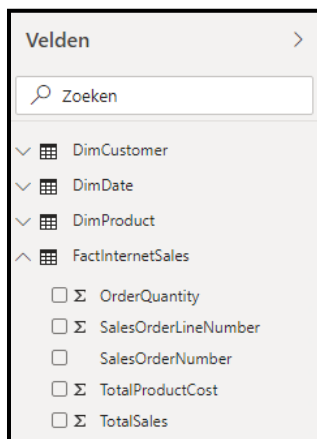 Velden
Zoeken
DimCustomer
DimDate
DimProduct
FactInternetSales
Σ OrderQuantity
Σ SalesOrderLineNumber
SalesOrderNumber
Σ TotalProductCost
Σ TotalSales